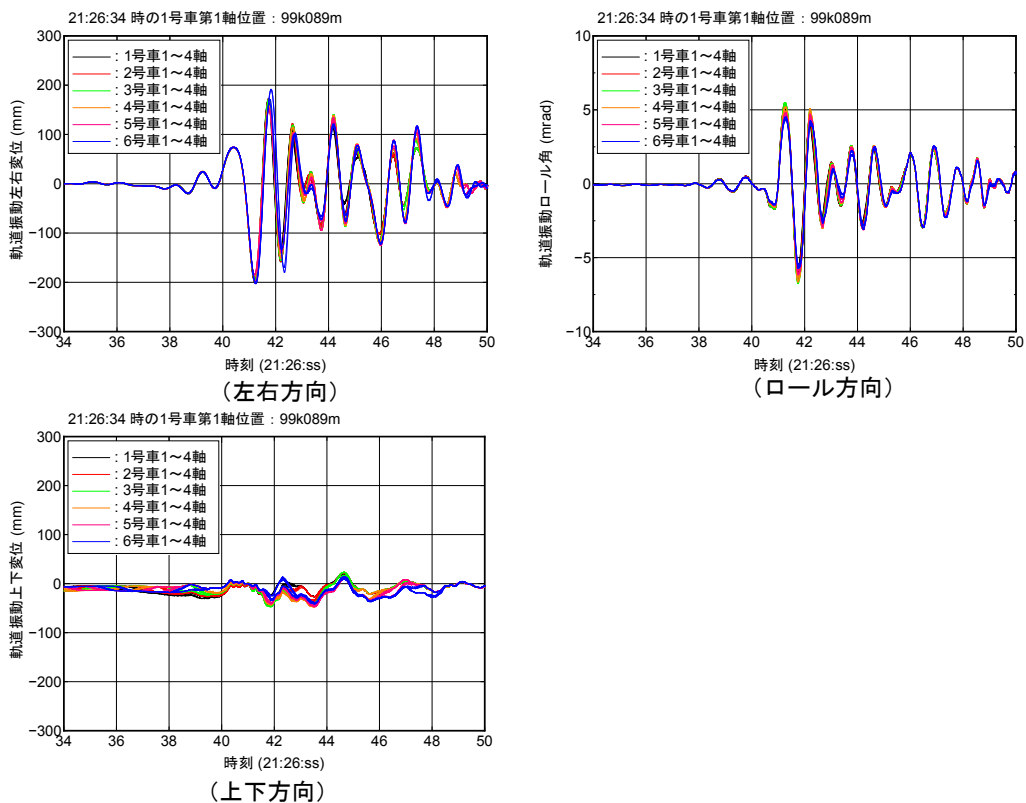 21:26:34 時の1号車第1軸位置：99k089m
軌道振動左右変位 (mm)
300
200
100
0
−100
−200
−300
: 1号車1～4軸
: 2号車1～4軸
: 3号車1～4軸
: 4号車1～4軸
: 5号車1～4軸
: 6号車1～4軸
34 36 38 40 42 44 46 48 50
時刻 (21:26:ss)
（左右方向）
21:26:34 時の1号車第1軸位置：99k089m
軌道振動ロール角 (mrad)
10
5
0
−5
−10
: 1号車1～4軸
: 2号車1～4軸
: 3号車1～4軸
: 4号車1～4軸
: 5号車1～4軸
: 6号車1～4軸
34 36 38 40 42 44 46 48 50
時刻 (21:26:ss)
（ロール方向）
21:26:34 時の1号車第1軸位置：99k089m
軌道振動上下変位 (mm)
300
200
100
0
−100
−200
−300
: 1号車1～4軸
: 2号車1～4軸
: 3号車1～4軸
: 4号車1～4軸
: 5号車1～4軸
: 6号車1～4軸
34 36 38 40 42 44 46 48 50
時刻 (21:26:ss)
（上下方向）